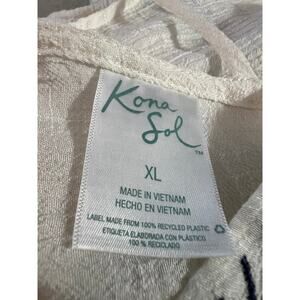 Kona
Sol
TM
XL
MADE IN VIETNAM
HECHO EN VIETNAM
LABEL MADE FROM 100% RECYCLED PLASTIC
ETIQUETA ELABORADA CON PLÁSTICO
100 % RECICLADO